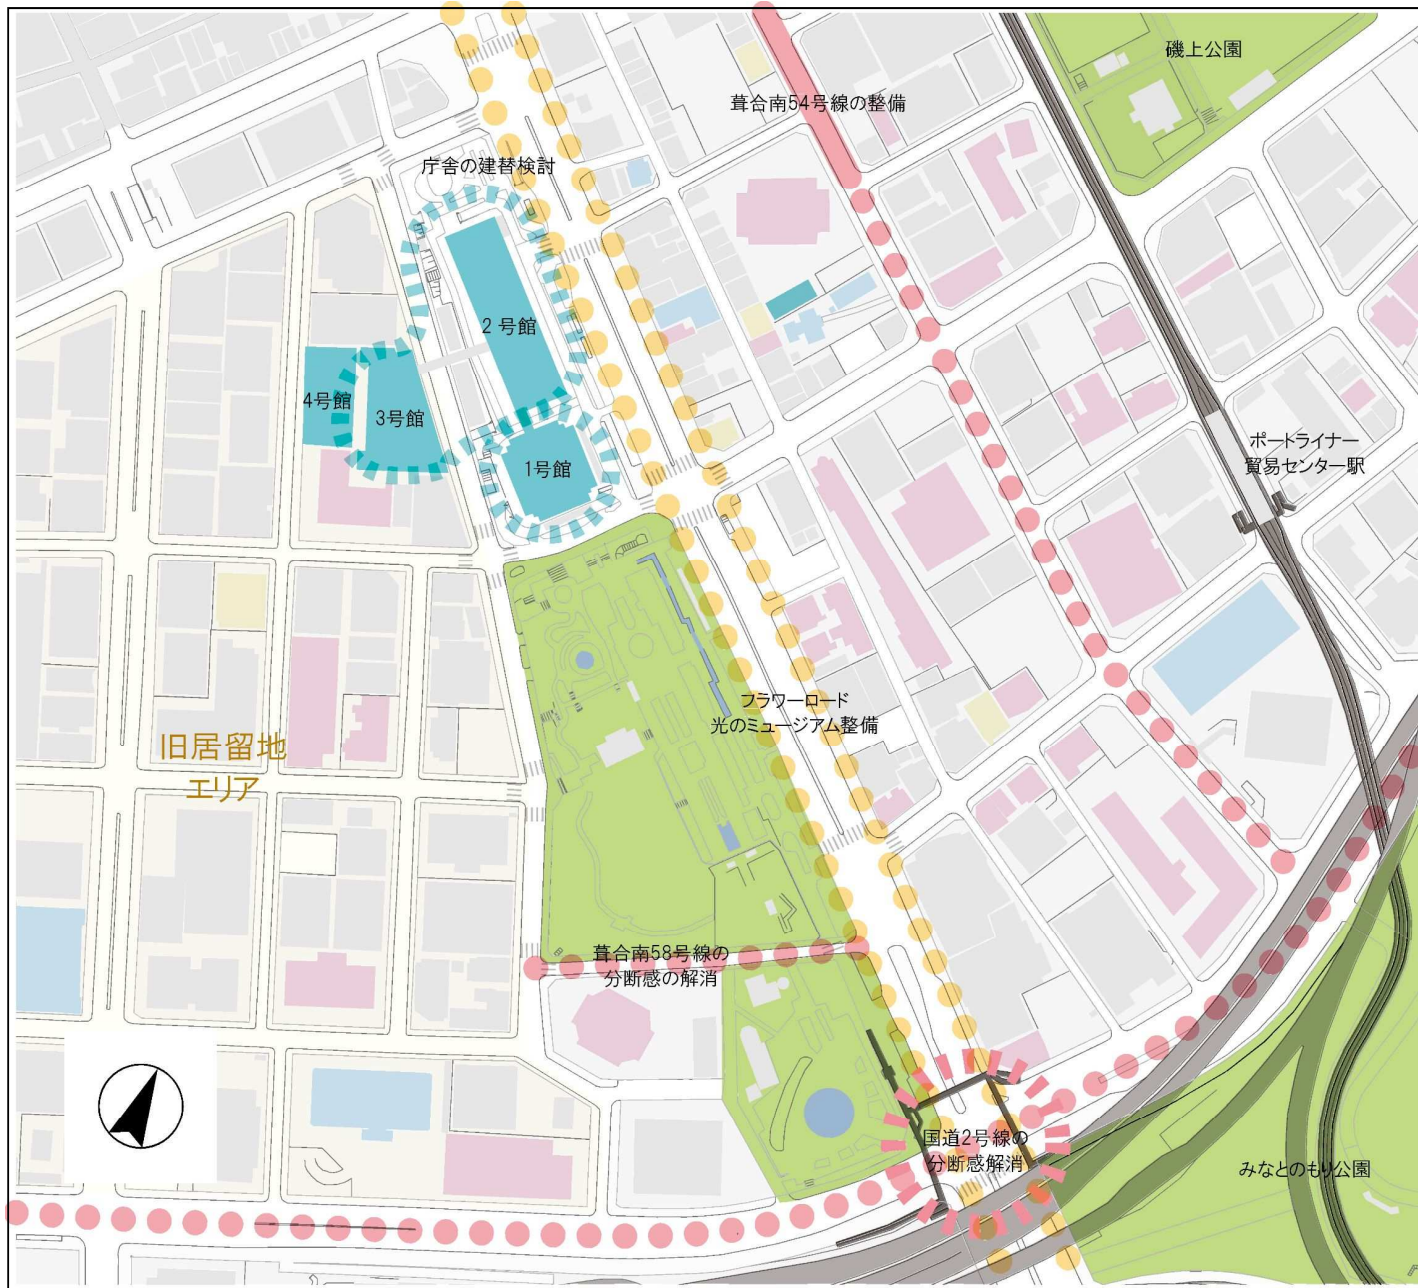 磯上公園
葺合南54号線の整備
庁舎の建替検討
2号館
4号館
3号館
1号館
ポートライナー
貿易センター駅
フラワーロード
光のミュージアム整備
旧居留地
エリア
葺合南58号線の
分断感の解消
国道2号線の
分断感解消
みなとのもり公園